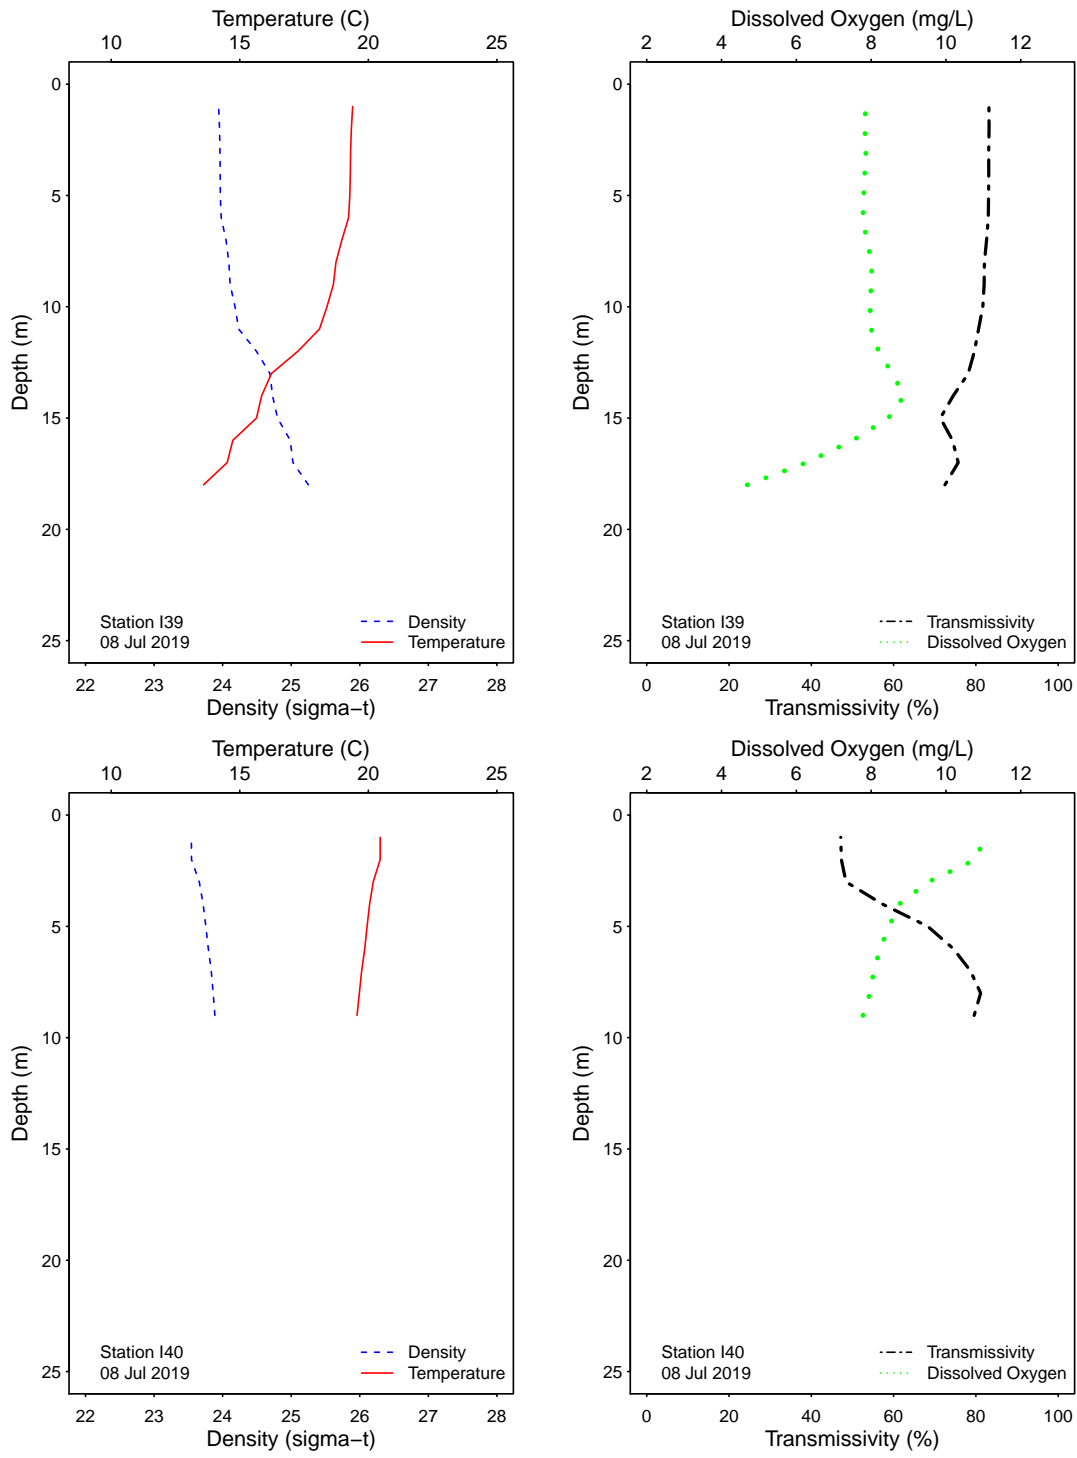 Temperature (C)
10 15 20 25
0
5
10
15
20
25
Depth (m)
Station I39
08 Jul 2019
Density
Temperature
22 23 24 25 26 27 28
Density (sigma−t)
Dissolved Oxygen (mg/L)
2 4 6 8 10 12
0
5
10
15
20
25
Depth (m)
Station I39
08 Jul 2019
Transmissivity
Dissolved Oxygen
0 20 40 60 80 100
Transmissivity (%)
Temperature (C)
10 15 20 25
0
5
10
15
20
25
Depth (m)
Station I40
08 Jul 2019
Density
Temperature
22 23 24 25 26 27 28
Density (sigma−t)
Dissolved Oxygen (mg/L)
2 4 6 8 10 12
0
5
10
15
20
25
Depth (m)
Station I40
08 Jul 2019
Transmissivity
Dissolved Oxygen
0 20 40 60 80 100
Transmissivity (%)